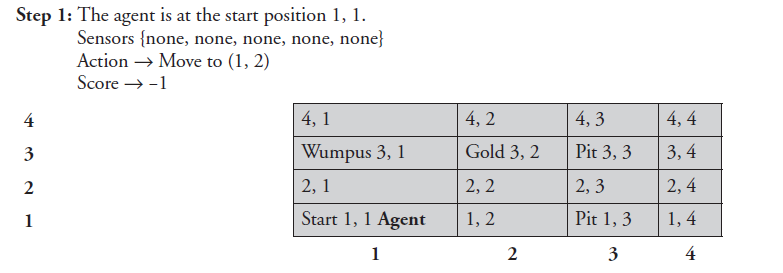 Step 1: The agent is at the start position 1, 1.
Sensors {none, none, none, none, none}
Action → Move to (1, 2)
Score → –1
4 4, 1 4, 2 4, 3 4, 4
3 Wumpus 3, 1 Gold 3, 2 Pit 3, 3 3, 4
2 2, 1 2, 2 2, 3 2, 4
1 Start 1, 1 Agent 1, 2 Pit 1, 3 1, 4
1 2 3 4